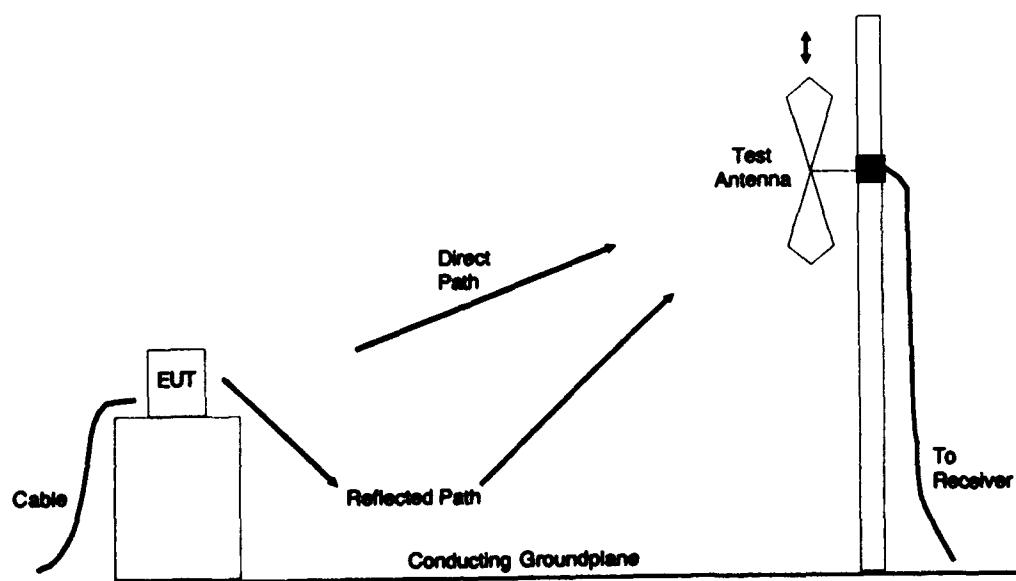 Test
Antenna
Direct
Path
EUT
Cable
Reflected Path
To
Receiver
Conducting Groundplane